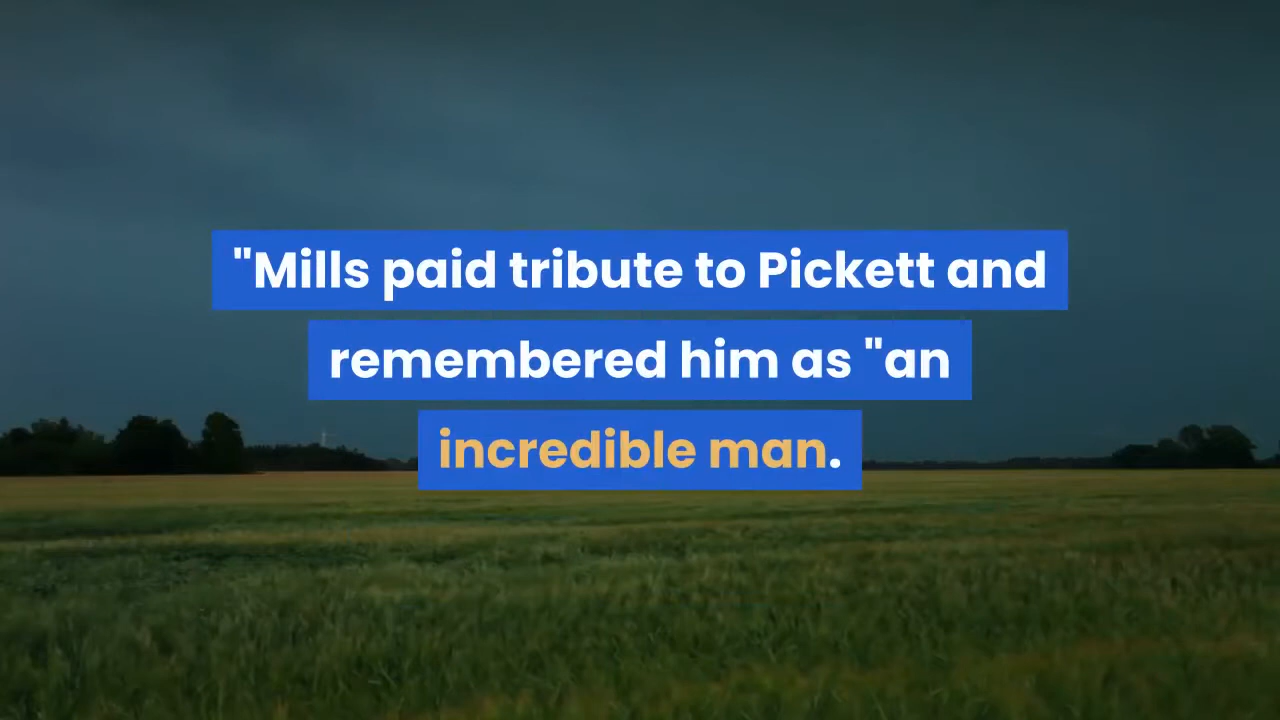 "Mills paid tribute to Pickett and
remembered him as "an
incredible man.